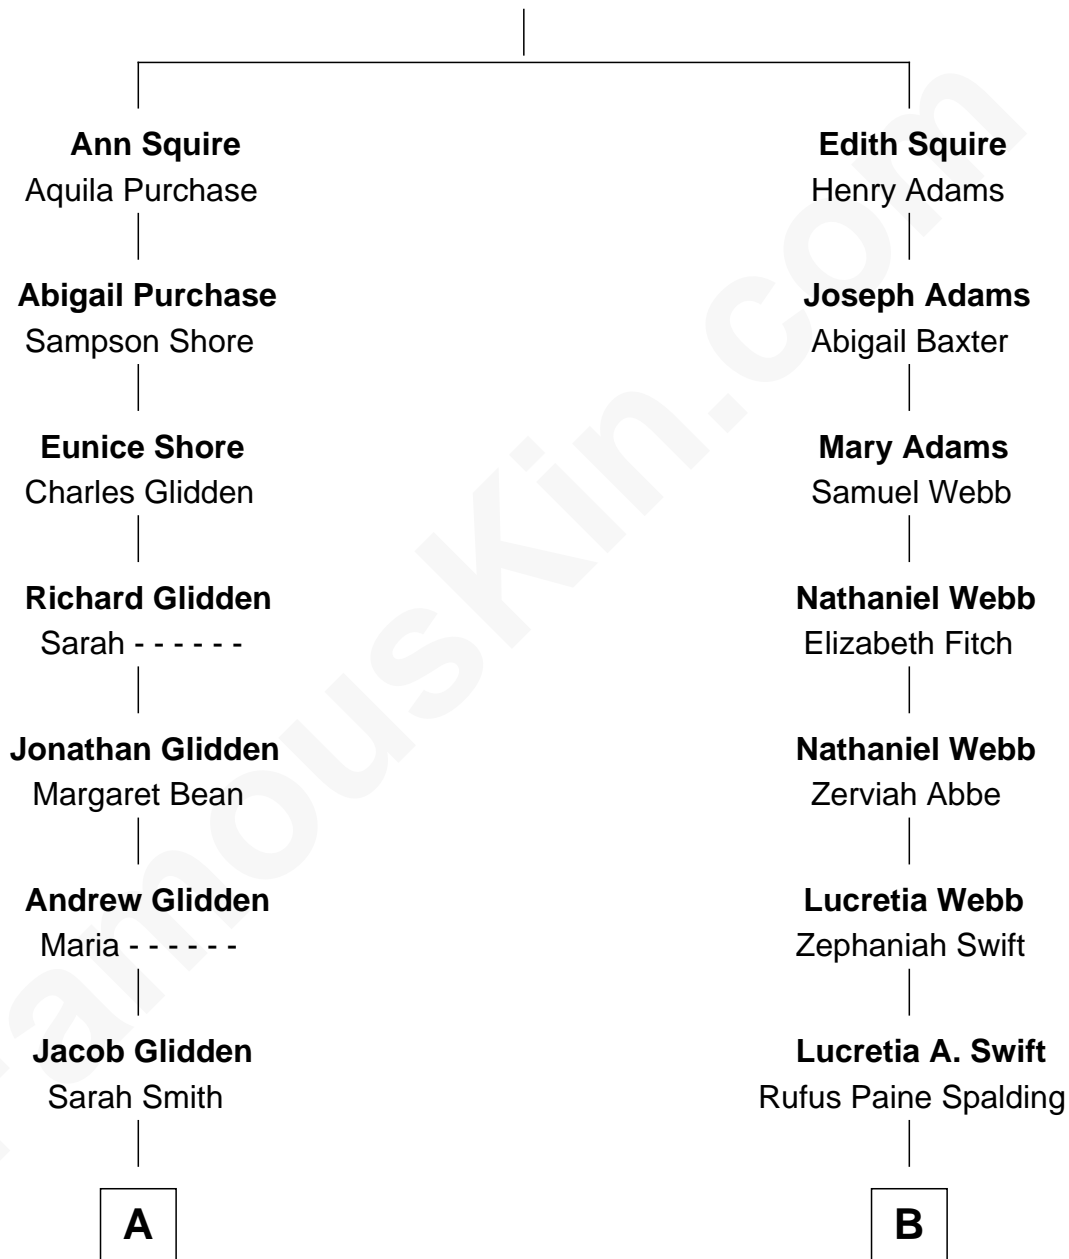 Ann Squire
Aquila Purchase
Abigail Purchase
Sampson Shore
Eunice Shore
Charles Glidden
Richard Glidden
Sarah - - - - - -
Jonathan Glidden
Margaret Bean
Andrew Glidden
Maria - - - - - -
Jacob Glidden
Sarah Smith
A
Edith Squire
Henry Adams
Joseph Adams
Abigail Baxter
Mary Adams
Samuel Webb
Nathaniel Webb
Elizabeth Fitch
Nathaniel Webb
Zerviah Abbe
Lucretia Webb
Zephaniah Swift
Lucretia A. Swift
Rufus Paine Spalding
B
FamousKin.com